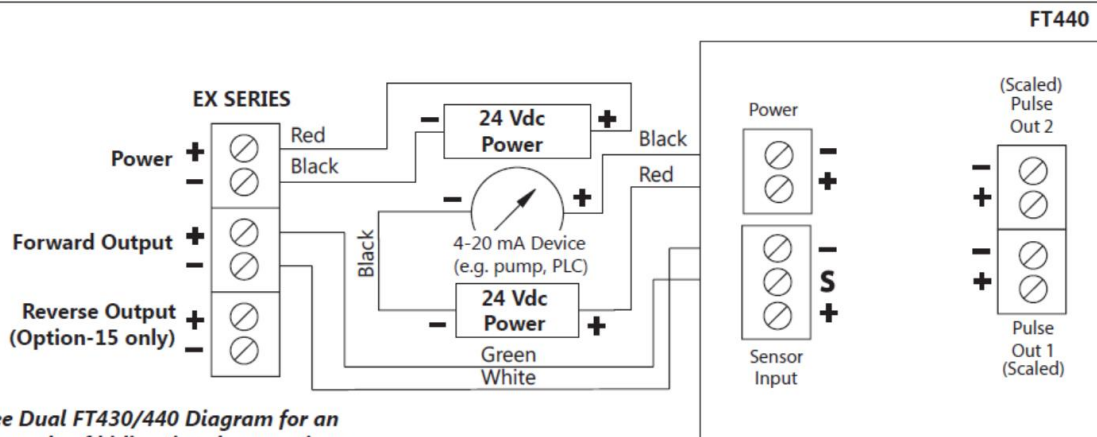 FT440
EX SERIES
Power
+
−
Forward Output
+
−
Reverse Output
(Option-15 only)
+
−
Red
Black
−
24 Vdc
Power
+
Black
Red
−
+
4-20 mA Device
(e.g. pump, PLC)
Black
24 Vdc
Power
−
+
Green
White
Power
−
+
−
S
+
Sensor
Input
(Scaled)
Pulse
Out 2
−
+
−
+
Pulse
Out 1
(Scaled)
Dual FT430/440 Diagram for an